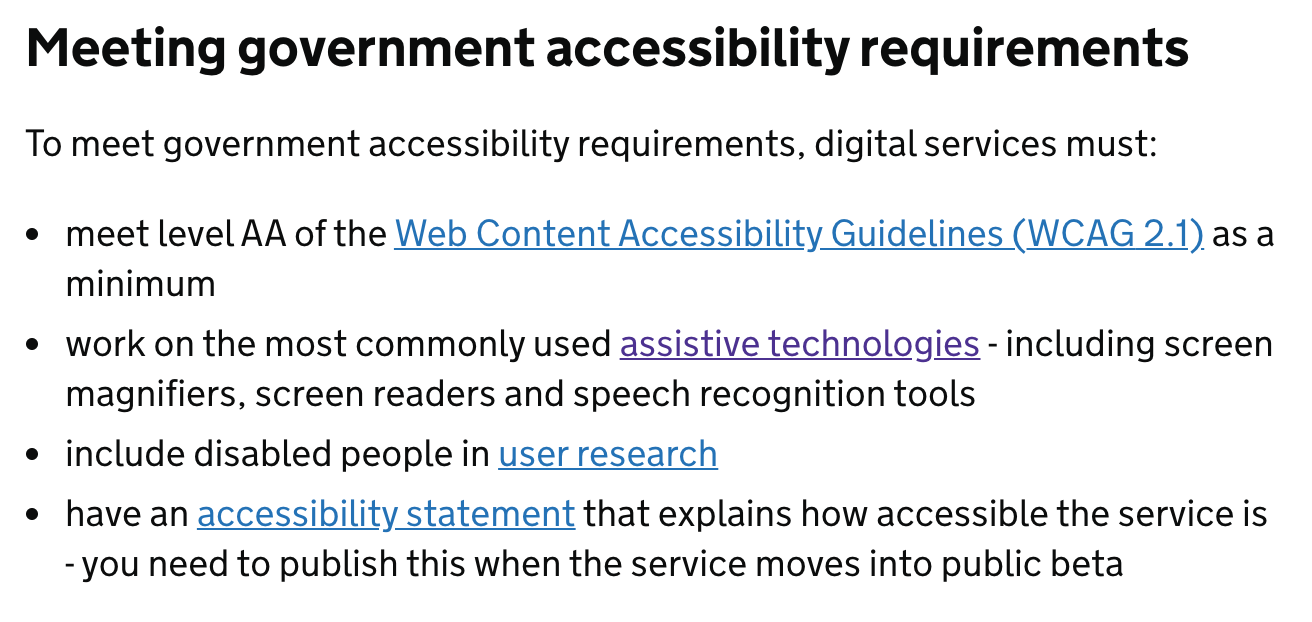 Meeting government accessibility requirements
To meet government accessibility requirements, digital services must:
• meet level AA of the Web Content Accessibility Guidelines (WCAG 2.1) as a
minimum
• work on the most commonly used assistive technologies - including screen
magnifiers, screen readers and speech recognition tools
• include disabled people in user research
• have an accessibility statement that explains how accessible the service is
- you need to publish this when the service moves into public beta